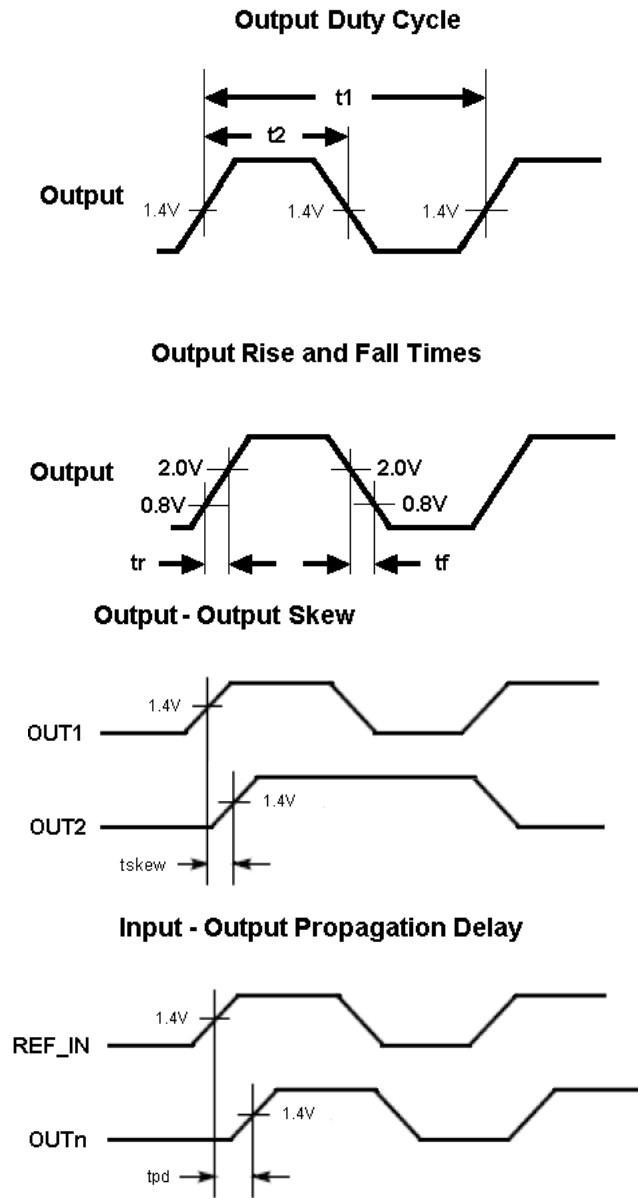 Output Duty Cycle
t1
t2
Output
1.4V 1.4V 1.4V
Output Rise and Fall Times
Output
2.0V 2.0V
0.8V 0.8V
tr tf
Output - Output Skew
1.4V
OUT1
1.4V
OUT2
tskew
Input - Output Propagation Delay
1.4V
REF_IN
1.4V
OUTn
tpd